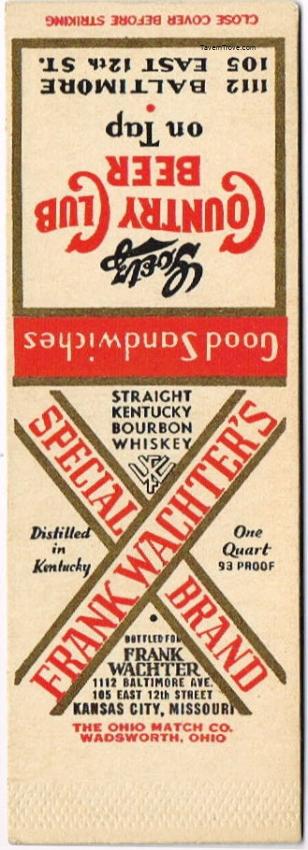 CLOSE COVER BEFORE STRIKING
TavernTrove.com
Goetz
COUNTRY CLUB
BEER
on Tap
1112 BALTIMORE
105 EAST 12th ST.
Good Sandwiches
STRAIGHT
KENTUCKY
BOURBON
WHISKEY
SPECIAL
BRAND
FRANK WACHTER'S
Distilled
in
Kentucky
One
Quart
93 PROOF
BOTTLED FOR
FRANK
WACHTER
1112 BALTIMORE AVE.
105 EAST 12th STREET
KANSAS CITY, MISSOURI
THE OHIO MATCH CO.
WADSWORTH, OHIO